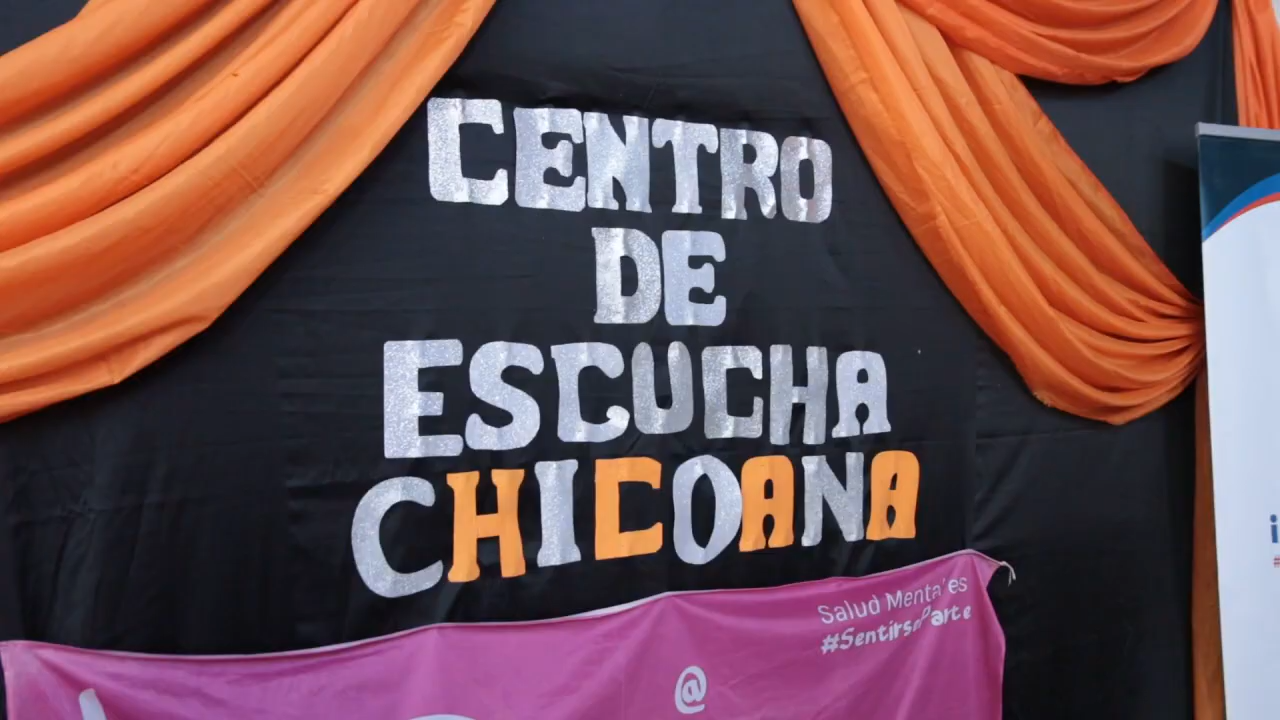 CENTRO
DE
ESCUCHA
CHICOANA
Salud Mental es
#SentirseParte
@